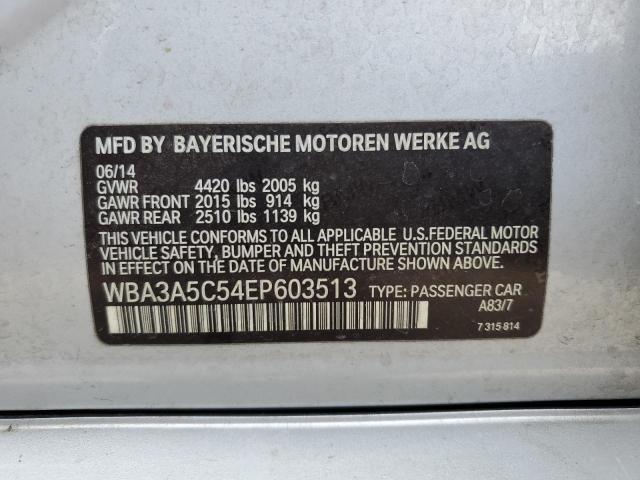 MFD BY BAYERISCHE MOTOREN WERKE AG
06/14
GVWR 4420 lbs 2005 kg
GAWR FRONT 2015 lbs 914 kg
GAWR REAR 2510 lbs 1139 kg
THIS VEHICLE CONFORMS TO ALL APPLICABLE U.S.FEDERAL MOTOR
VEHICLE SAFETY, BUMPER AND THEFT PREVENTION STANDARDS
IN EFFECT ON THE DATE OF MANUFACTURE SHOWN ABOVE.
WBA3A5C54EP603513 TYPE: PASSENGER CAR
A83/7
7 315 814